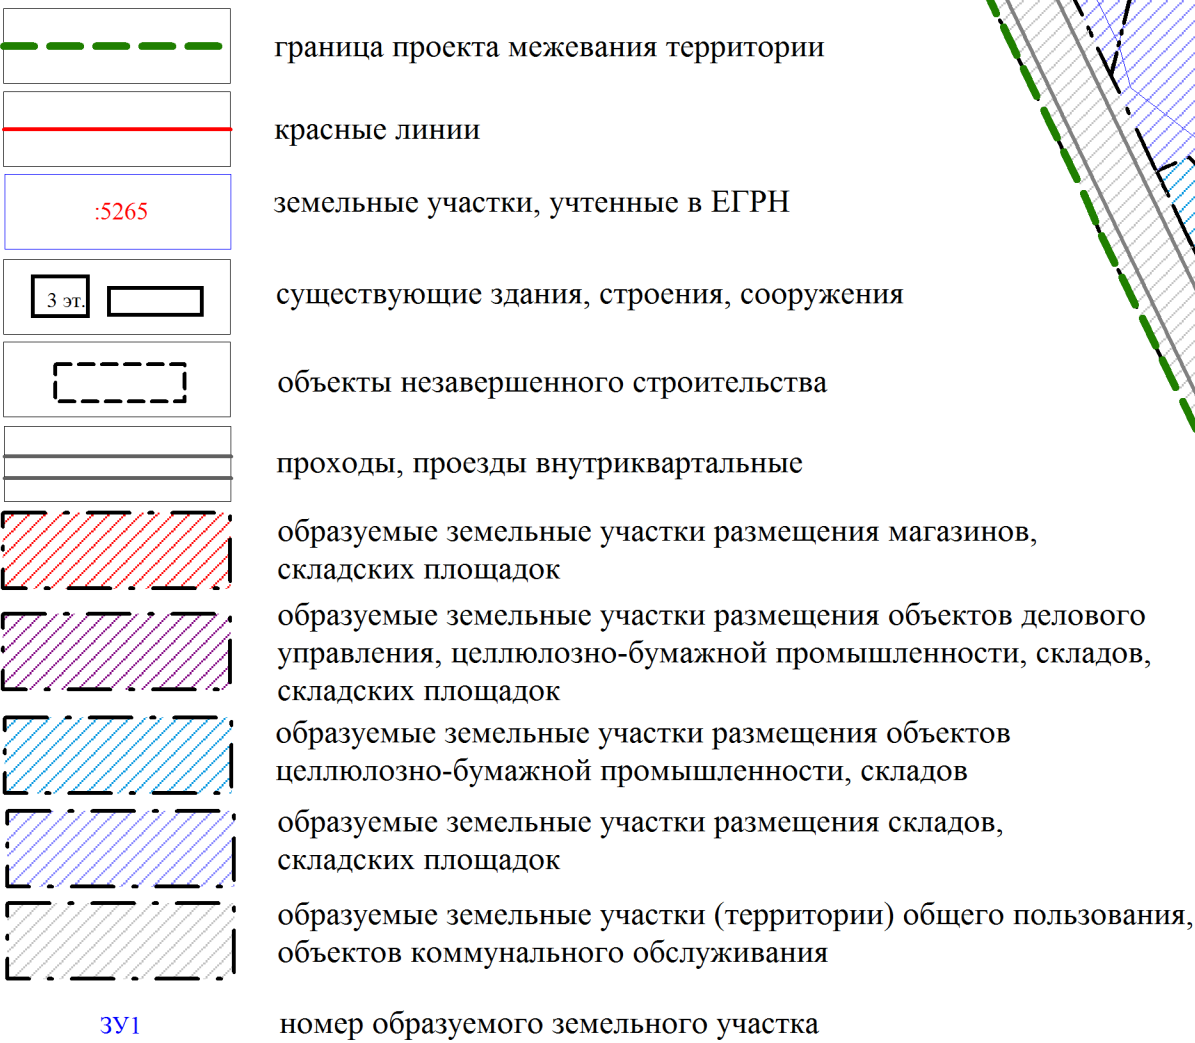 граница проекта межевания территории
красные линии
:5265
земельные участки, учтенные в ЕГРН
3 эт.
существующие здания, строения, сооружения
объекты незавершенного строительства
проходы, проезды внутриквартальные
образуемые земельные участки размещения магазинов,
складских площадок
образуемые земельные участки размещения объектов делового
управления, целлюлозно-бумажной промышленности, складов,
складских площадок
образуемые земельные участки размещения объектов
целлюлозно-бумажной промышленности, складов
образуемые земельные участки размещения складов,
складских площадок
образуемые земельные участки (территории) общего пользования,
объектов коммунального обслуживания
ЗУ1
номер образуемого земельного участка